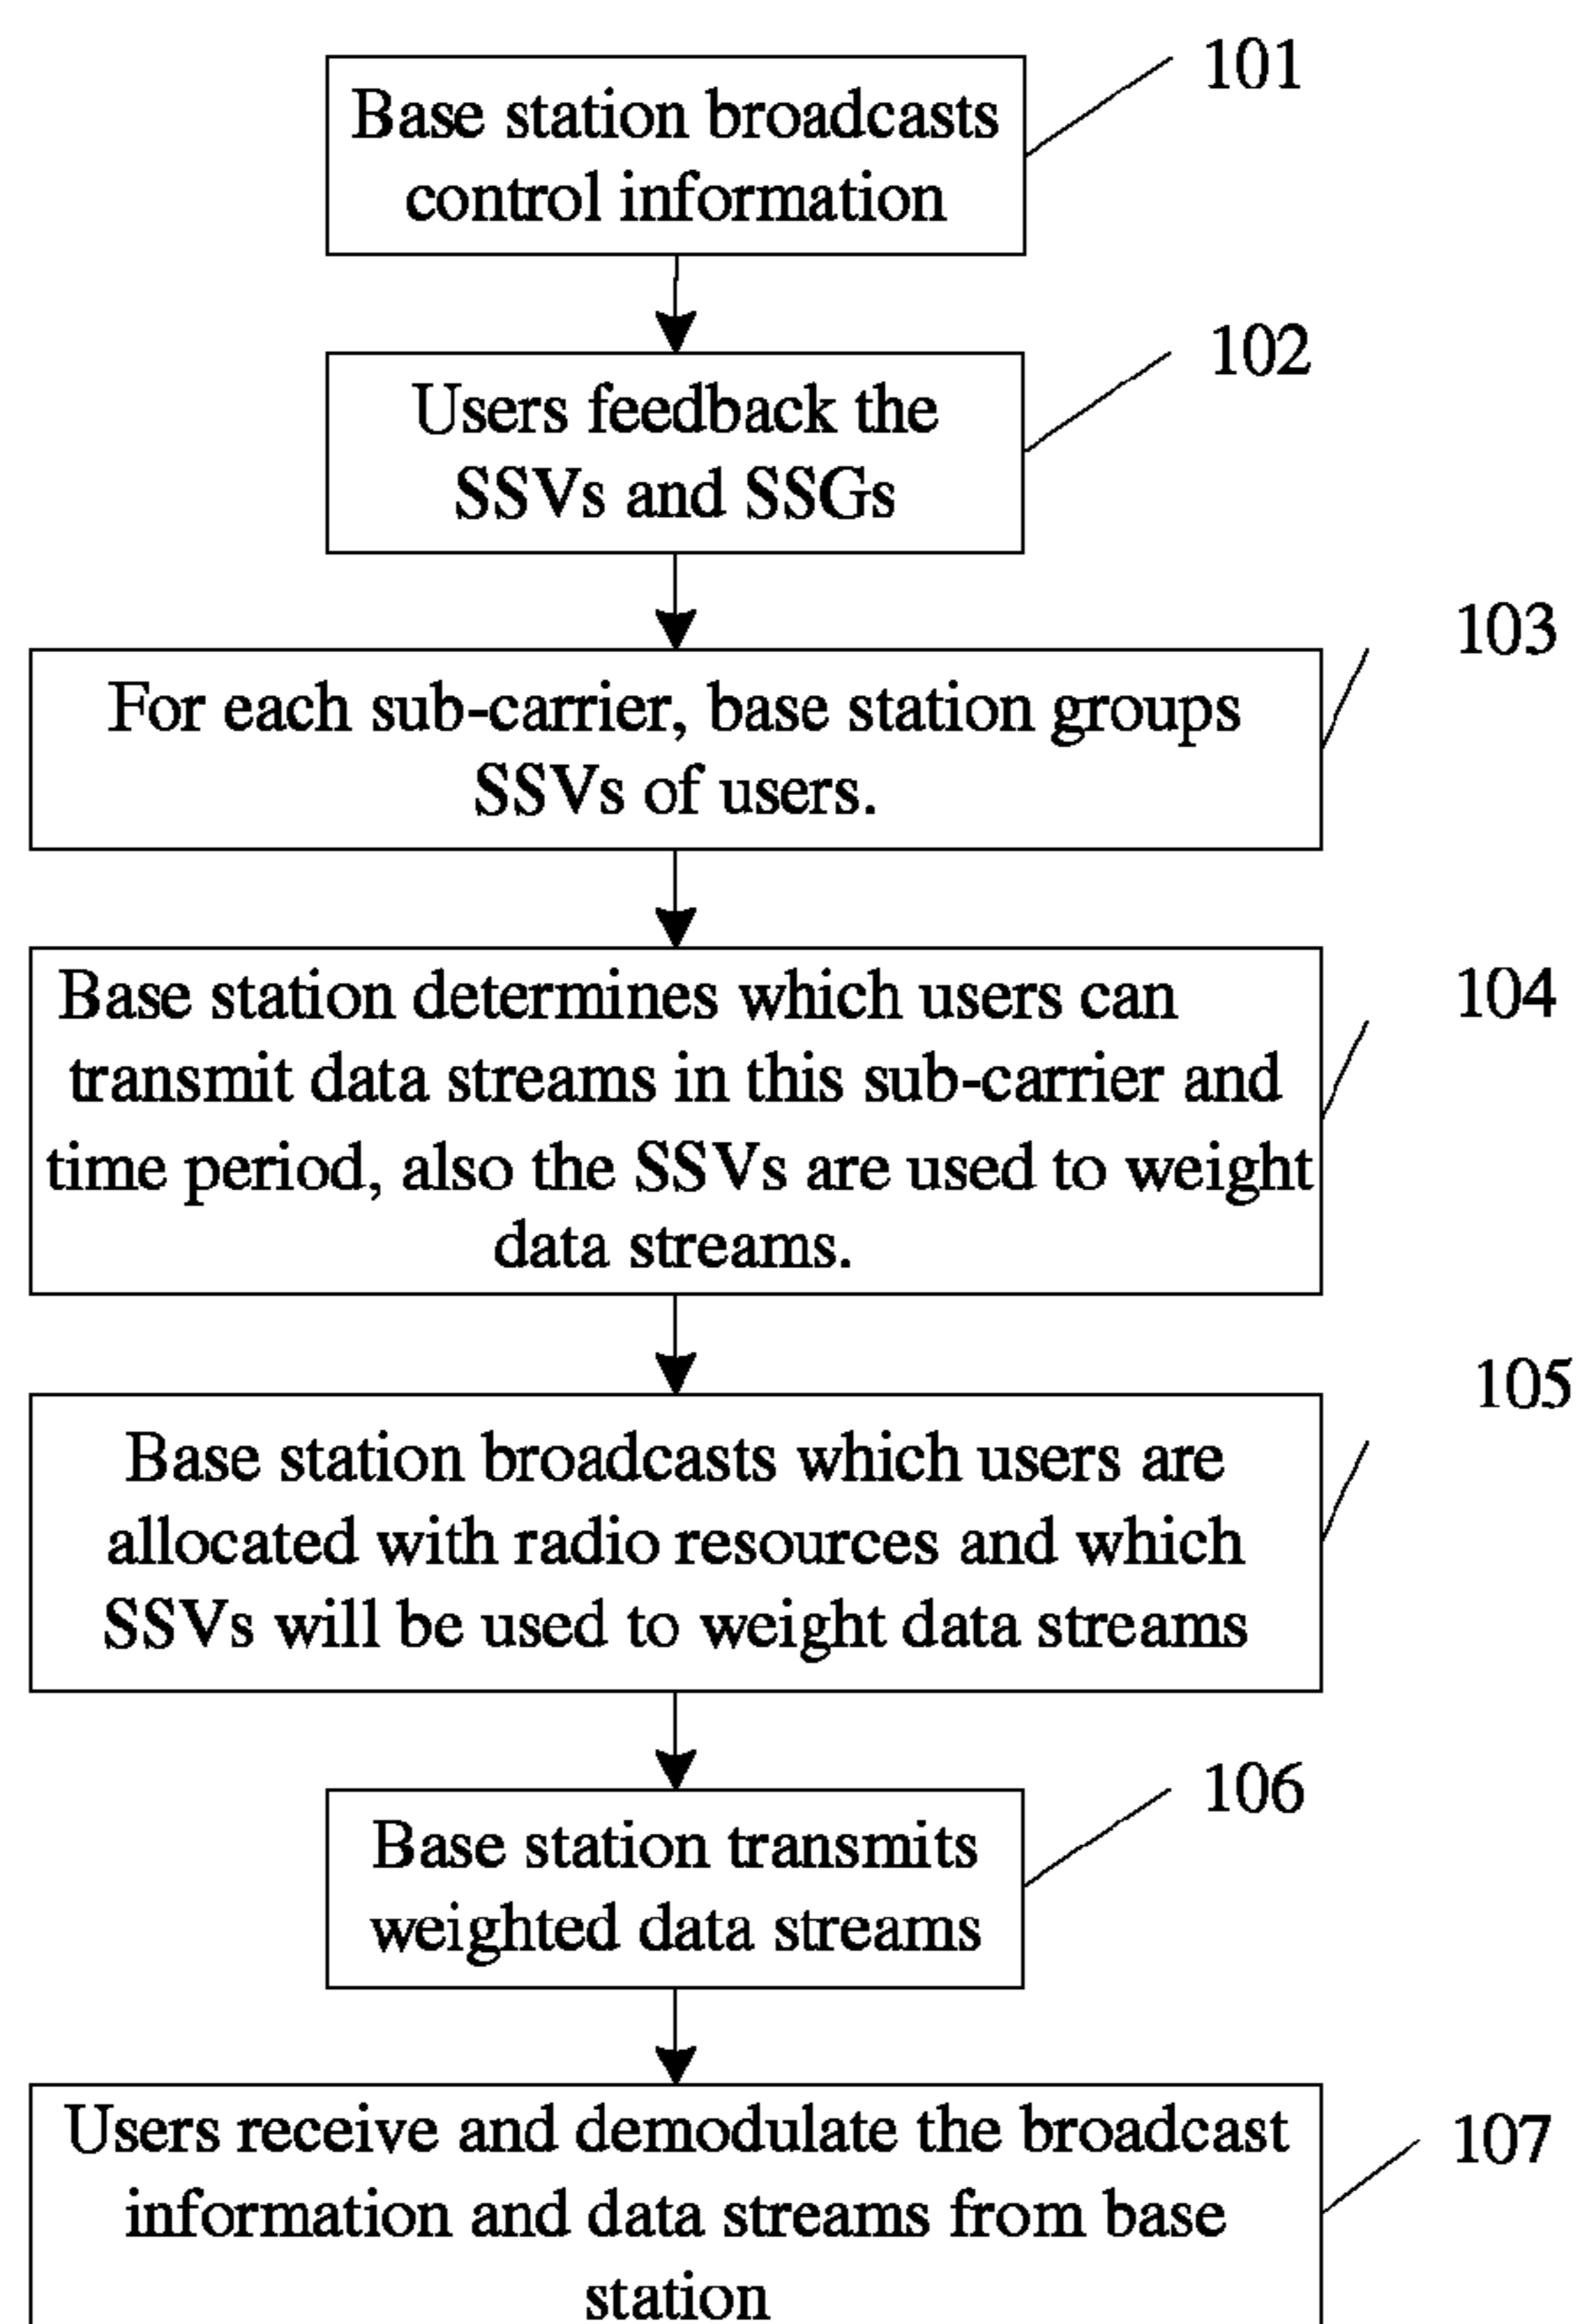 101
Base station broadcasts
control information
102
Users feedback the
SSVs and SSGs
103
For each sub-carrier, base station groups
SSVs of users.
104
Base station determines which users can
transmit data streams in this sub-carrier and
time period, also the SSVs are used to weight
data streams.
105
Base station broadcasts which users are
allocated with radio resources and which
SSVs will be used to weight data streams
106
Base station transmits
weighted data streams
107
Users receive and demodulate the broadcast
information and data streams from base
station